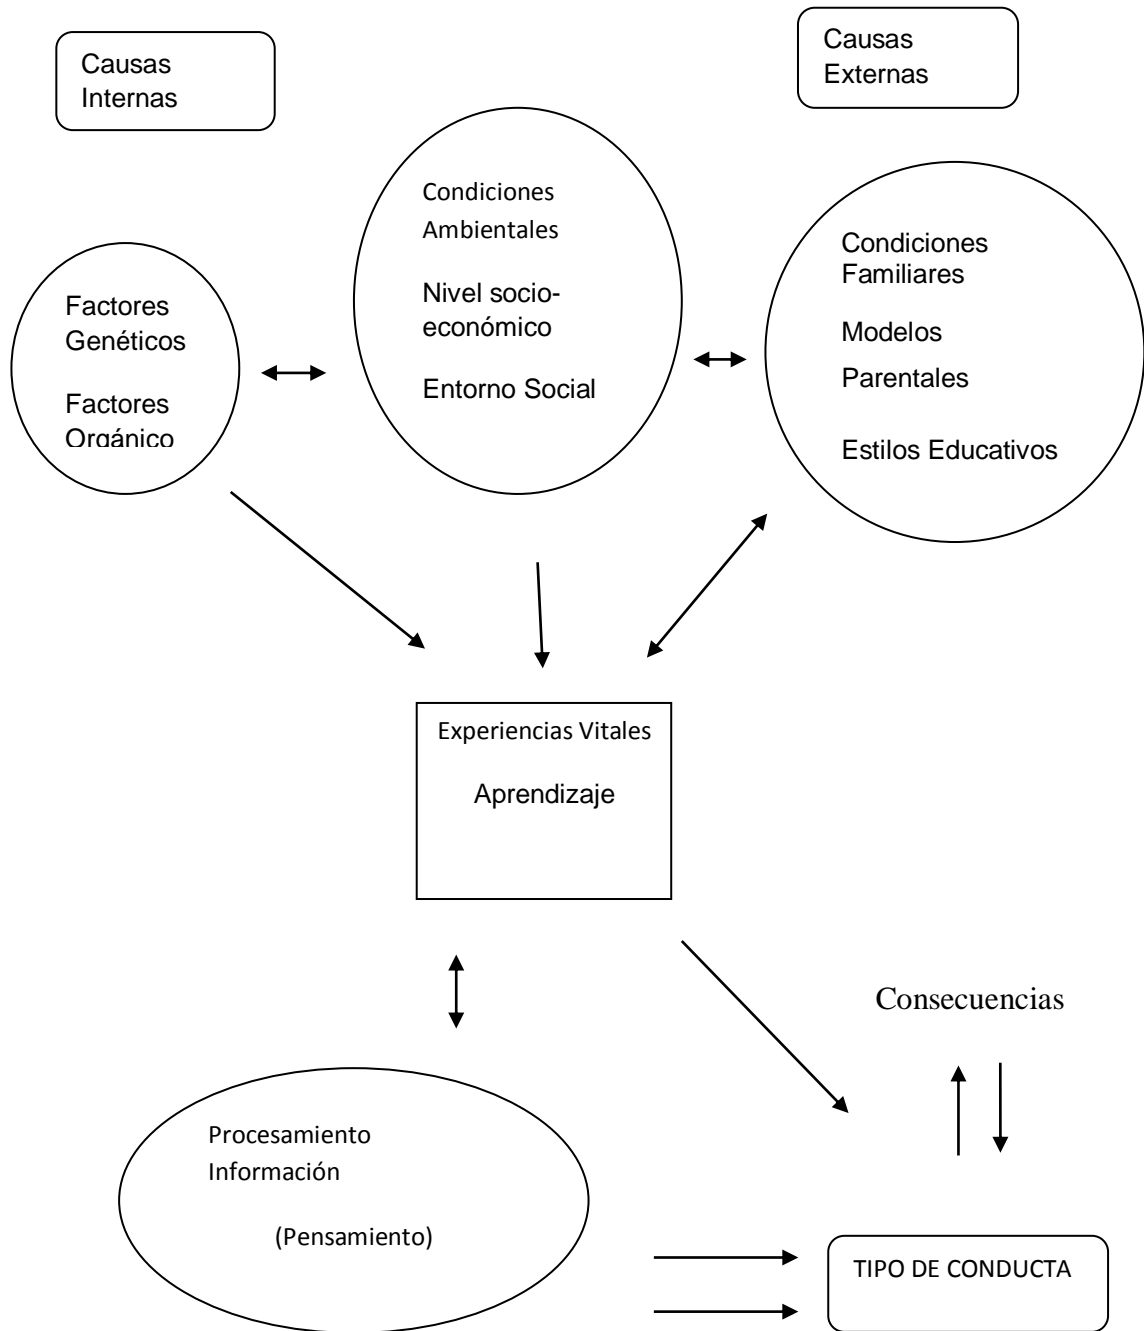 Causas
Internas
Causas
Externas
Condiciones
Ambientales
Nivel socio-
económico
Entorno Social
Condiciones
Familiares
Modelos
Parentales
Estilos Educativos
Factores
Genéticos
Factores
Orgánico
Experiencias Vitales
Aprendizaje
Consecuencias
Procesamiento
Información
(Pensamiento)
TIPO DE CONDUCTA